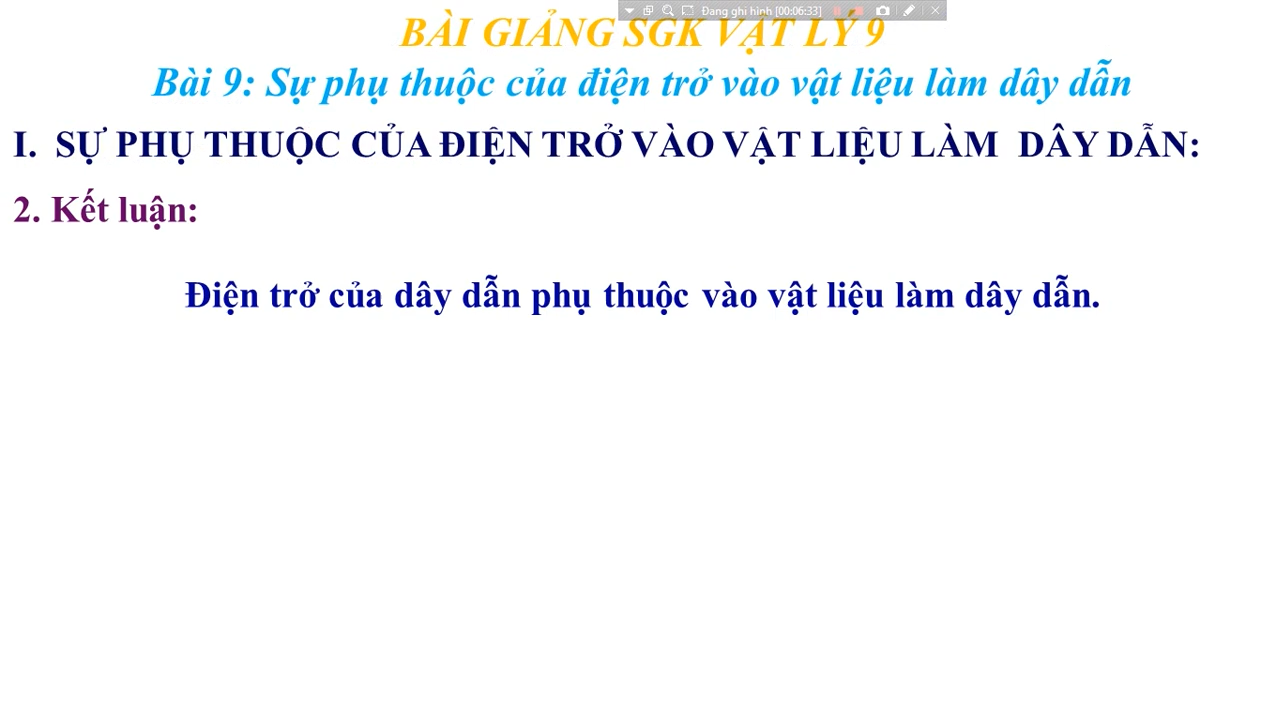 Đang ghi hình [00:06:33]
BÀI GIẢNG SGK VẬT LÝ 9
Bài 9: Sự phụ thuộc của điện trở vào vật liệu làm dây dẫn
I. SỰ PHỤ THUỘC CỦA ĐIỆN TRỞ VÀO VẬT LIỆU LÀM DÂY DẪN:
2. Kết luận:
Điện trở của dây dẫn phụ thuộc vào vật liệu làm dây dẫn.